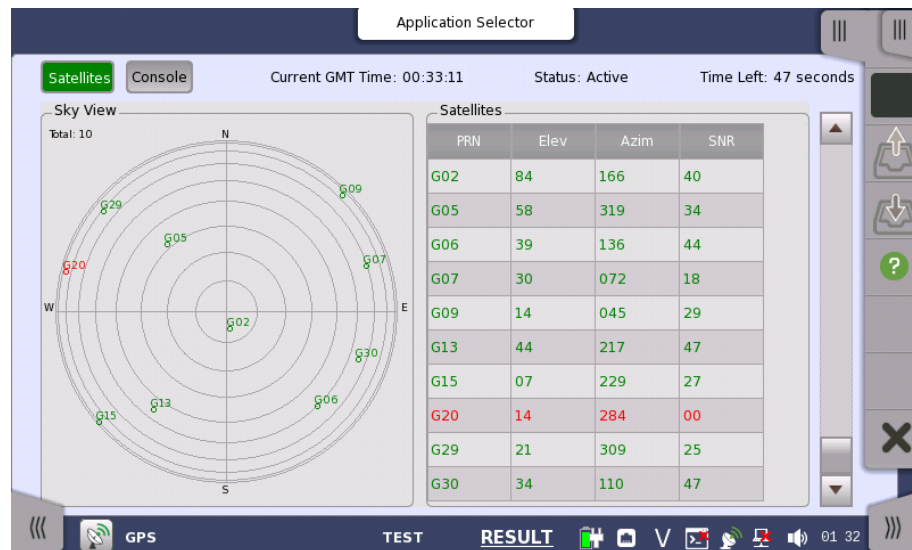 Application Selector
Satellites Console Current GMT Time: 00:33:11 Status: Active Time Left: 47 seconds
Sky View
Total: 10
N
G09
G29
G05
G07
G20
W
E
G02
G30
G13
G06
G15
S
Satellites
PRN Elev Azim SNR
G02 84 166 40
G05 58 319 34
G06 39 136 44
G07 30 072 18
G09 14 045 29
G13 44 217 47
G15 07 229 27
G20 14 284 00
G29 21 309 25
G30 34 110 47
?
GPS TEST RESULT V 01 32